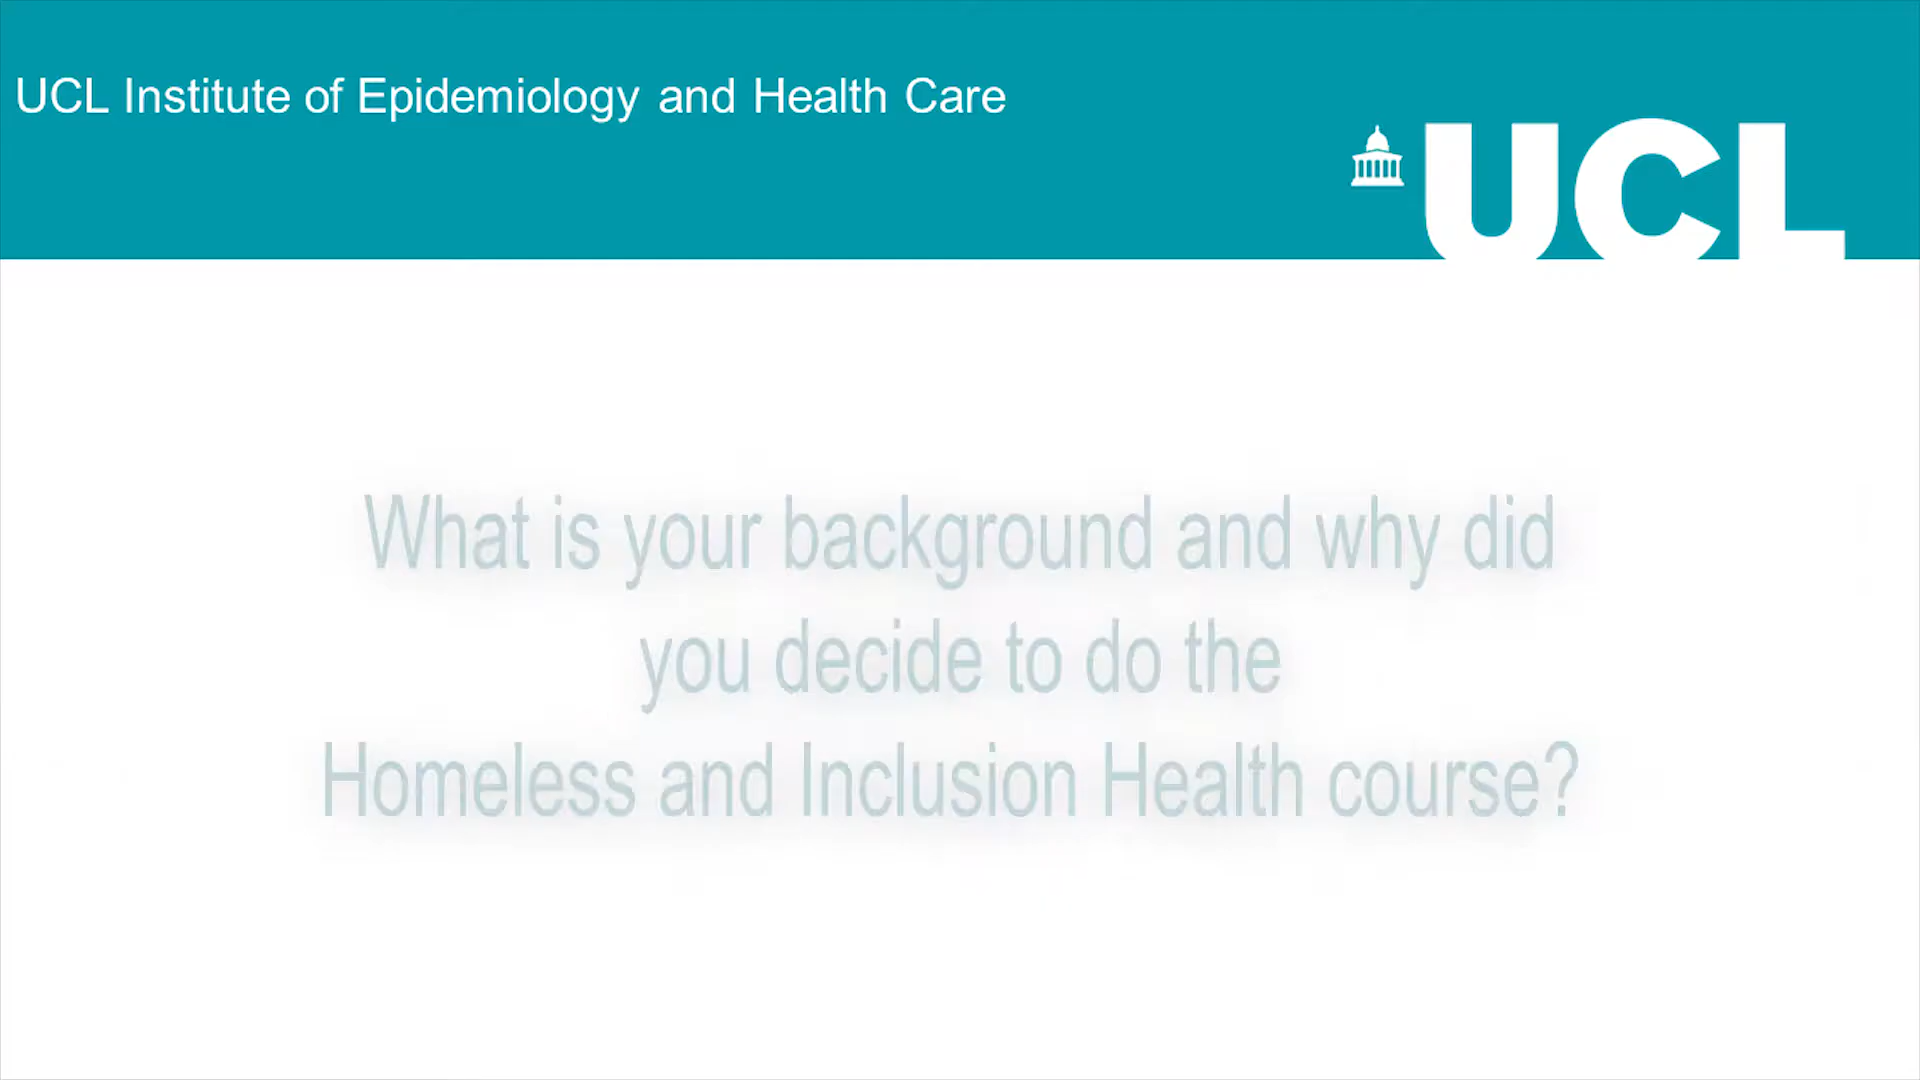 UCL Institute of Epidemiology and Health Care
UCL
What is your background and why did
you decide to do the
Homeless and Inclusion Health course?